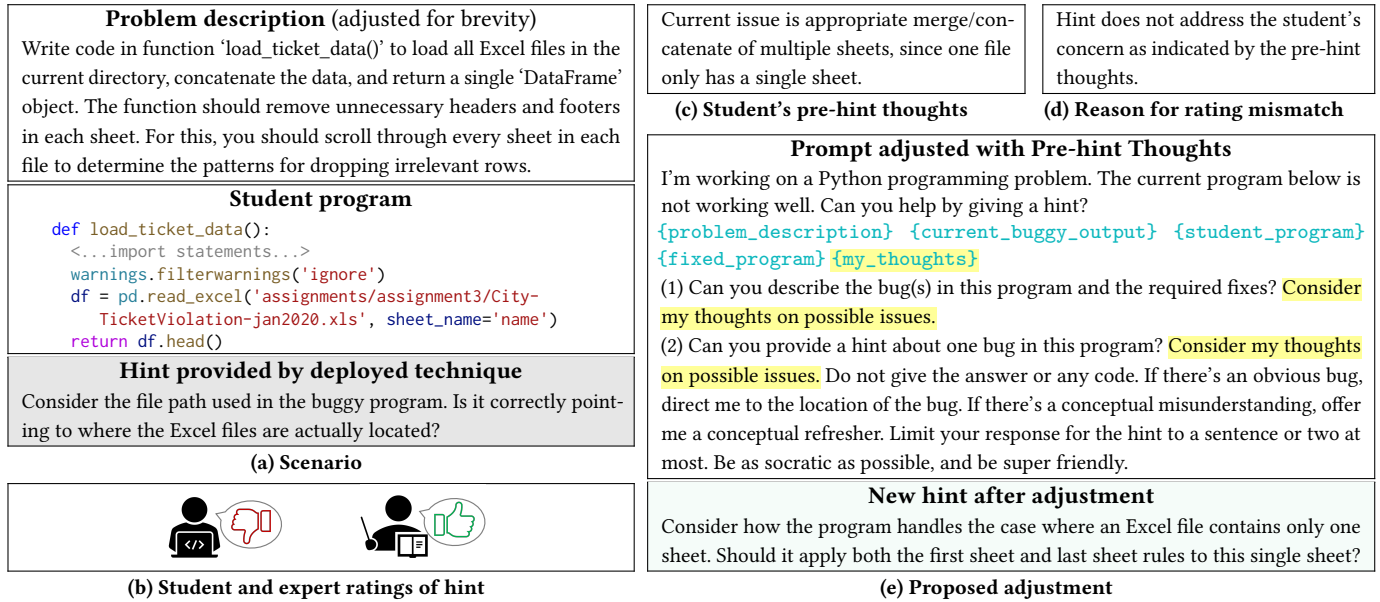 Problem description (adjusted for brevity)
Write code in function ‘load_ticket_data()’ to load all Excel files in the
current directory, concatenate the data, and return a single ‘DataFrame’
object. The function should remove unnecessary headers and footers
in each sheet. For this, you should scroll through every sheet in each
file to determine the patterns for dropping irrelevant rows.
Student program
def load_ticket_data():
<...import statements...>
warnings.filterwarnings('ignore')
df = pd.read_excel('assignments/assignment3/City-
TicketViolation-jan2020.xls', sheet_name='name')
return df.head()
Hint provided by deployed technique
Consider the file path used in the buggy program. Is it correctly point-
ing to where the Excel files are actually located?
(a) Scenario
</>
(b) Student and expert ratings of hint
Current issue is appropriate merge/con-
catenate of multiple sheets, since one file
only has a single sheet.
(c) Student’s pre-hint thoughts
Hint does not address the student’s
concern as indicated by the pre-hint
thoughts.
(d) Reason for rating mismatch
Prompt adjusted with Pre-hint Thoughts
I’m working on a Python programming problem. The current program below is
not working well. Can you help by giving a hint?
{problem_description} {current_buggy_output} {student_program}
{fixed_program} {my_thoughts}
(1) Can you describe the bug(s) in this program and the required fixes? Consider
my thoughts on possible issues.
(2) Can you provide a hint about one bug in this program? Consider my thoughts
on possible issues. Do not give the answer or any code. If there’s an obvious bug,
direct me to the location of the bug. If there’s a conceptual misunderstanding, offer
me a conceptual refresher. Limit your response for the hint to a sentence or two at
most. Be as socratic as possible, and be super friendly.
New hint after adjustment
Consider how the program handles the case where an Excel file contains only one
sheet. Should it apply both the first sheet and last sheet rules to this single sheet?
(e) Proposed adjustment